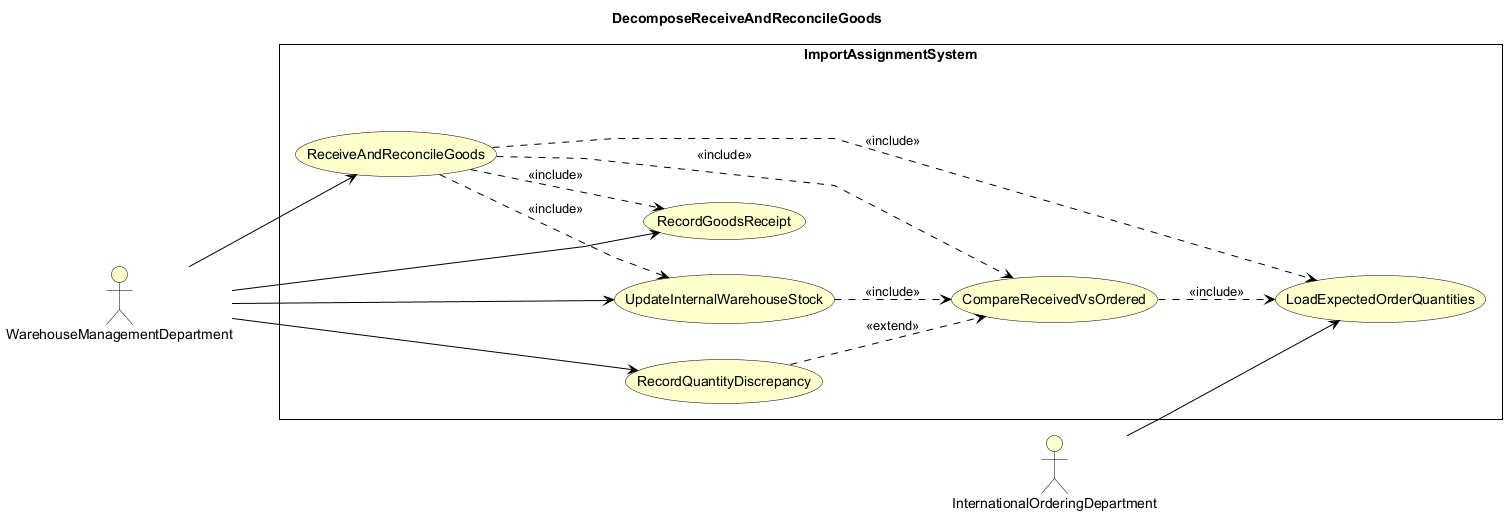 DecomposeReceiveAndReconcileGoods
ImportAssignmentSystem
«include»
ReceiveAndReconcileGoods
«include»
«include»
«include»
RecordGoodsReceipt
UpdateInternalWarehouseStock
«include»
CompareReceivedVsOrdered
«include»
LoadExpectedOrderQuantities
«extend»
WarehouseManagementDepartment
RecordQuantityDiscrepancy
InternationalOrderingDepartment